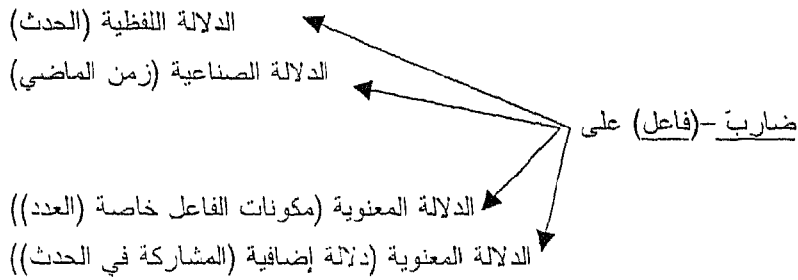 الدلالة اللفظية (الحدث)
الدلالة الصناعية (زمن الماضي)
ضاربَ –(فاعل) على
الدلالة المعنوية (مكونات الفاعل خاصة (العدد))
الدلالة المعنوية (دلالة إضافية (المشاركة في الحدث))